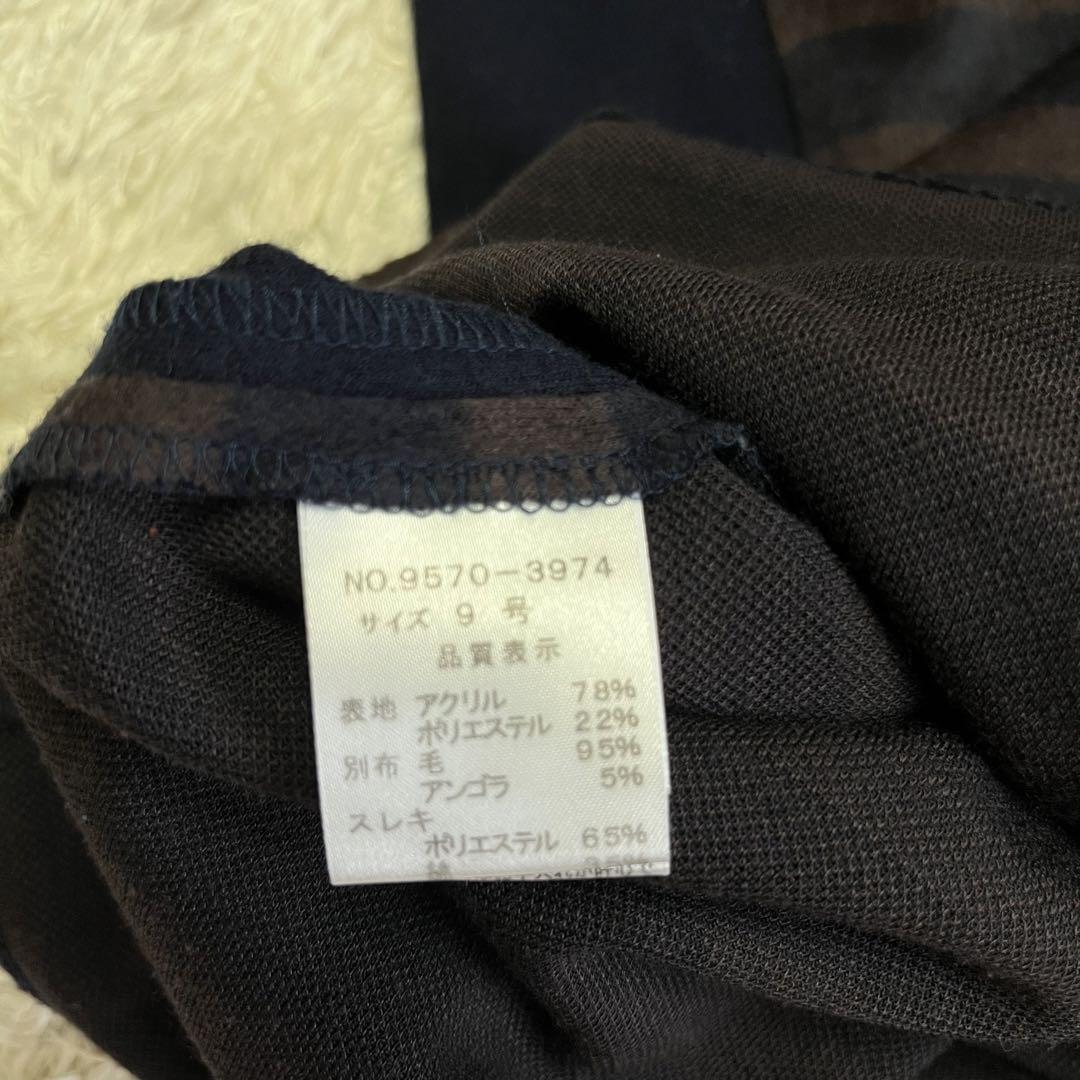 NO.9570-3974
サイズ 9 号
品質表示
表地 アクリル 78%
ポリエステル 22%
別布 毛 95%
アンゴラ 5%
スレキ
ポリエステル 65%